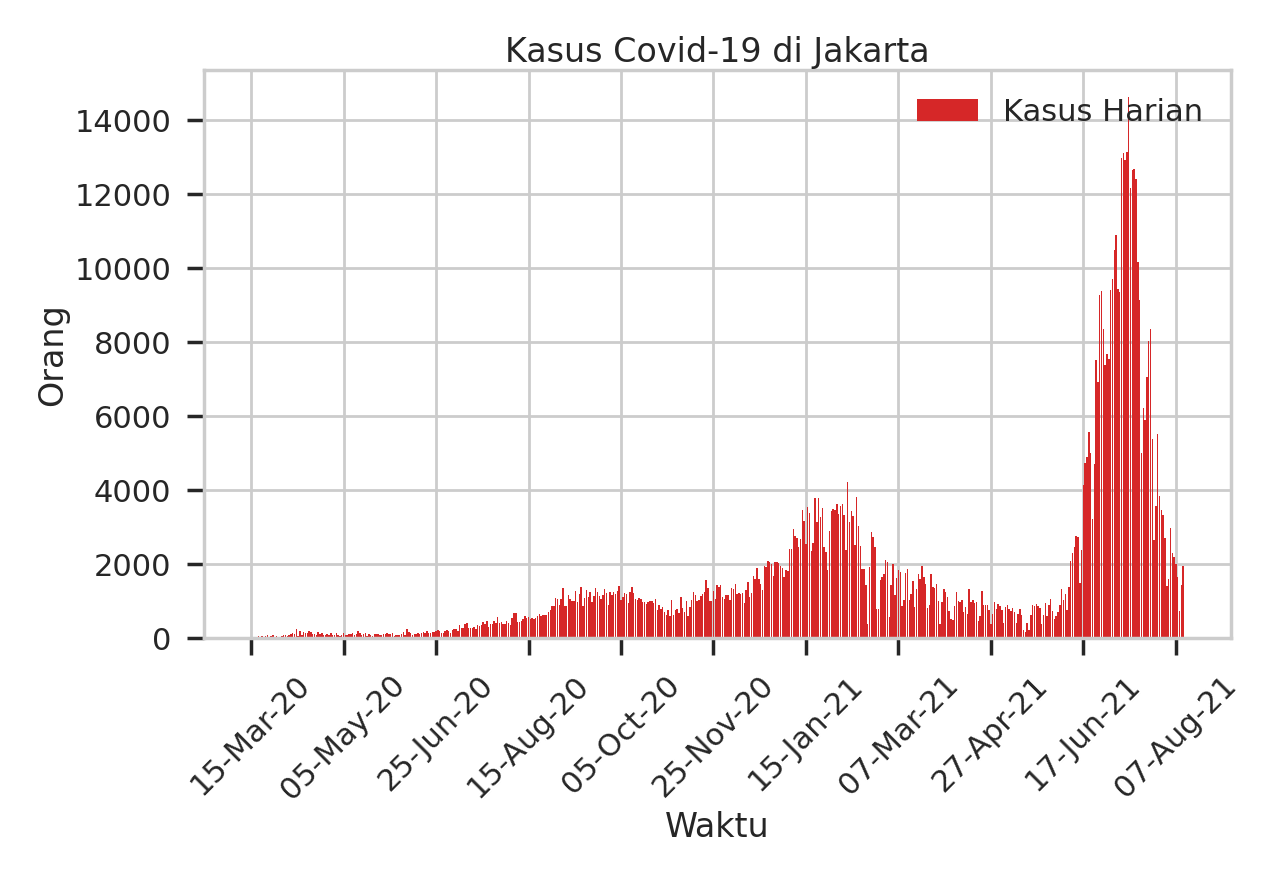 Kasus Covid-19 di Jakarta
Kasus Harian
14000
12000
10000
8000
6000
4000
2000
0
Orang
15-Mar-20
05-May-20
25-Jun-20
15-Aug-20
05-Oct-20
25-Nov-20
15-Jan-21
07-Mar-21
27-Apr-21
17-Jun-21
07-Aug-21
Waktu